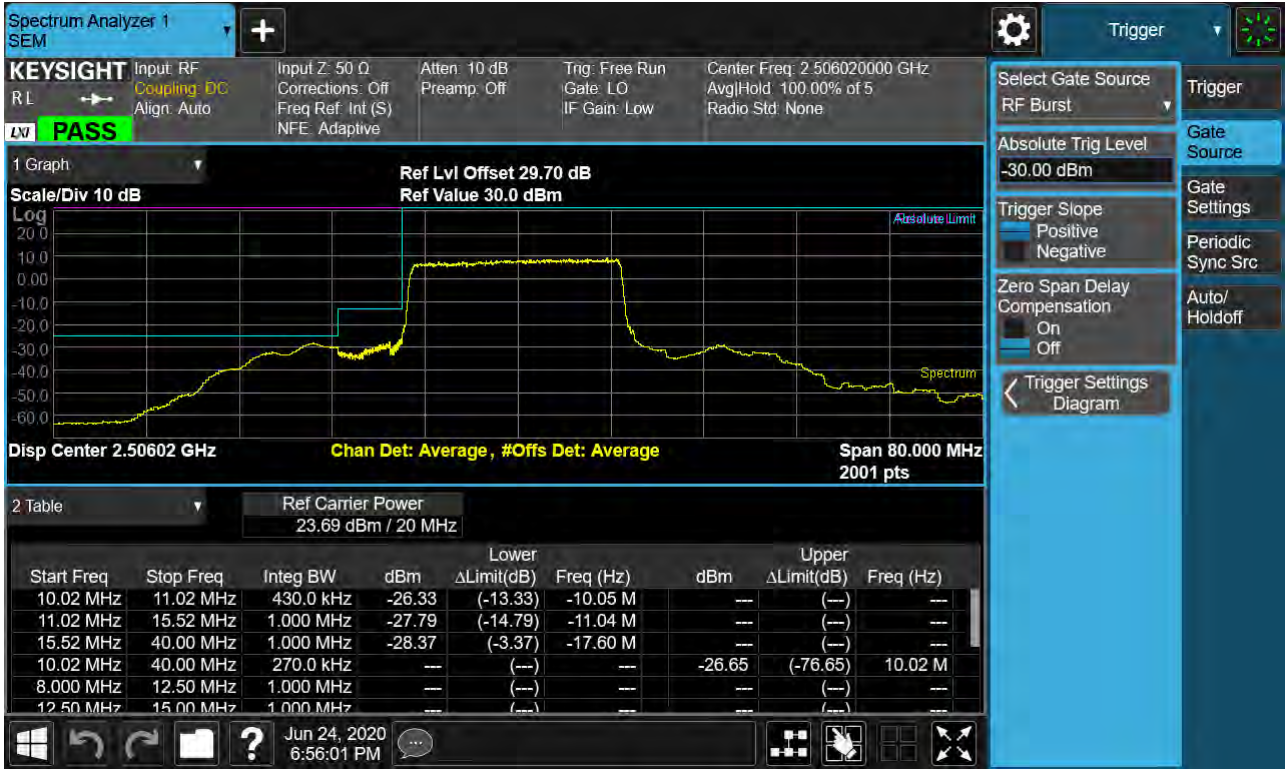 Spectrum Analyzer 1
SEM
Trigger
KEYSIGHT
Input: RF
Coupling: DC
Align: Auto
Input Z: 50 Ω
Corrections: Off
Freq Ref: Int (S)
NFE: Adaptive
Atten: 10 dB
Preamp: Off
Trig: Free Run
Gate: LO
IF Gain: Low
Center Freq: 2.506020000 GHz
Avg|Hold: 100.00% of 5
Radio Std: None
R L
LXI
PASS
1 Graph
Ref Lvl Offset 29.70 dB
Scale/Div 10 dB
Ref Value 30.0 dBm
Log
Limit
20.0
10.0
0.00
-10.0
-20.0
-30.0
-40.0
-50.0
-60.0
Spectrum
Disp Center 2.50602 GHz
Chan Det: Average, #Offs Det: Average
Span 80.000 MHz
2001 pts
2 Table
Ref Carrier Power
23.69 dBm / 20 MHz
Lower Upper
Start Freq Stop Freq Integ BW dBm ΔLimit(dB) Freq (Hz) dBm ΔLimit(dB) Freq (Hz)
10.02 MHz 11.02 MHz 430.0 kHz -26.33 (-13.33) -10.05 M --- (---) ---
11.02 MHz 15.52 MHz 1.000 MHz -27.79 (-14.79) -11.04 M --- (---) ---
15.52 MHz 40.00 MHz 1.000 MHz -28.37 (-3.37) -17.60 M --- (---) ---
10.02 MHz 40.00 MHz 270.0 kHz --- (---) --- -26.65 (-76.65) 10.02 M
8.000 MHz 12.50 MHz 1.000 MHz --- (---) --- --- (---) ---
12.50 MHz 15.00 MHz 1.000 MHz --- (---) --- --- (---) ---
Select Gate Source
RF Burst
Absolute Trig Level
-30.00 dBm
Trigger Slope
Positive
Negative
Zero Span Delay
Compensation
On
Off
Trigger Settings
Diagram
Trigger
Gate
Source
Gate
Settings
Periodic
Sync Src
Auto/
Holdoff
?
Jun 24, 2020
6:56:01 PM